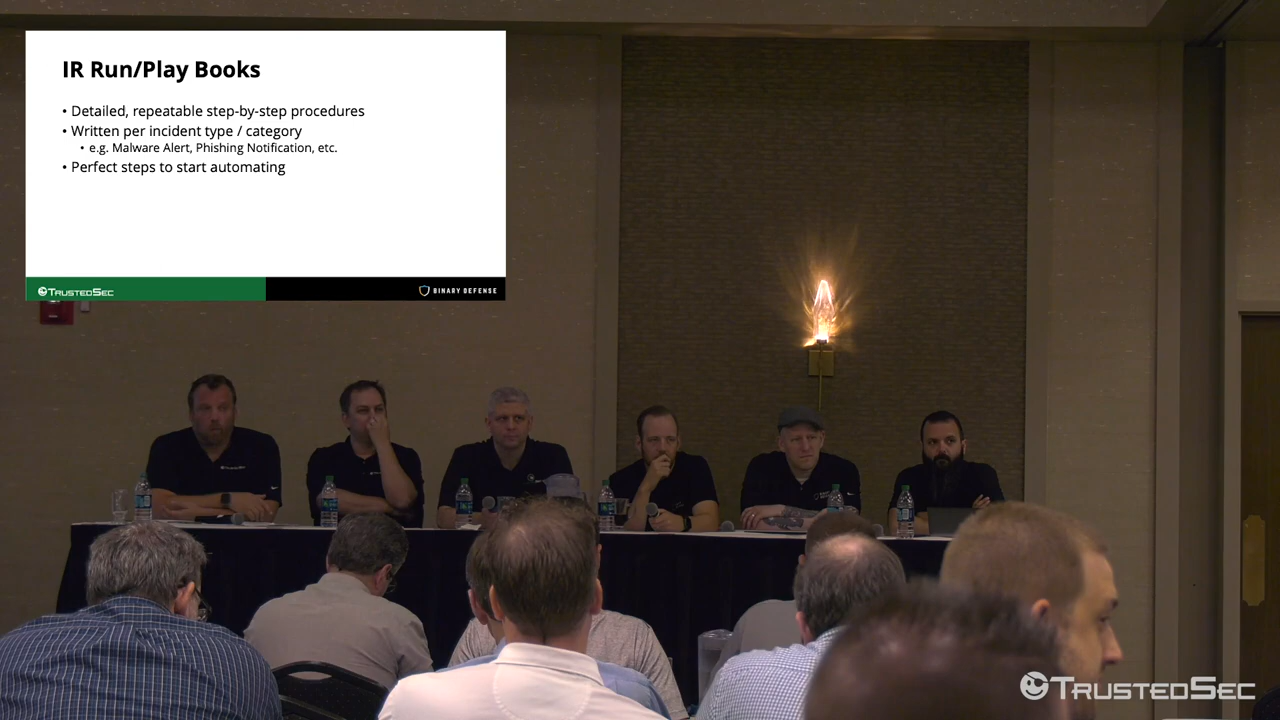 IR Run/Play Books
• Detailed, repeatable step-by-step procedures
• Written per incident type / category
• e.g. Malware Alert, Phishing Notification, etc.
• Perfect steps to start automating
TRUSTEDSEC
BINARY DEFENSE
TRUSTEDSEC